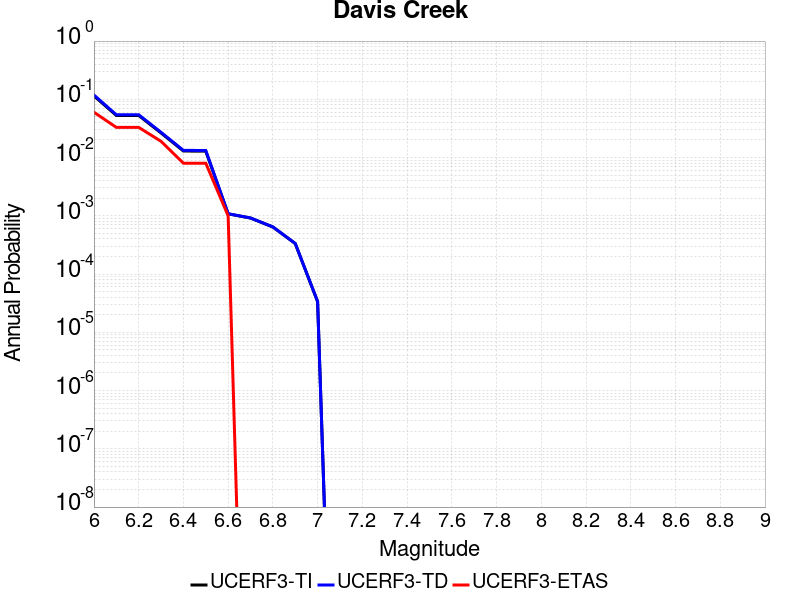 Davis Creek
10^0
10^-1
10^-2
10^-3
10^-4
10^-5
10^-6
10^-7
10^-8
Annual Probability
6 6.2 6.4 6.6 6.8 7 7.2 7.4 7.6 7.8 8 8.2 8.4 8.6 8.8 9
Magnitude
UCERF3-TI UCERF3-TD UCERF3-ETAS